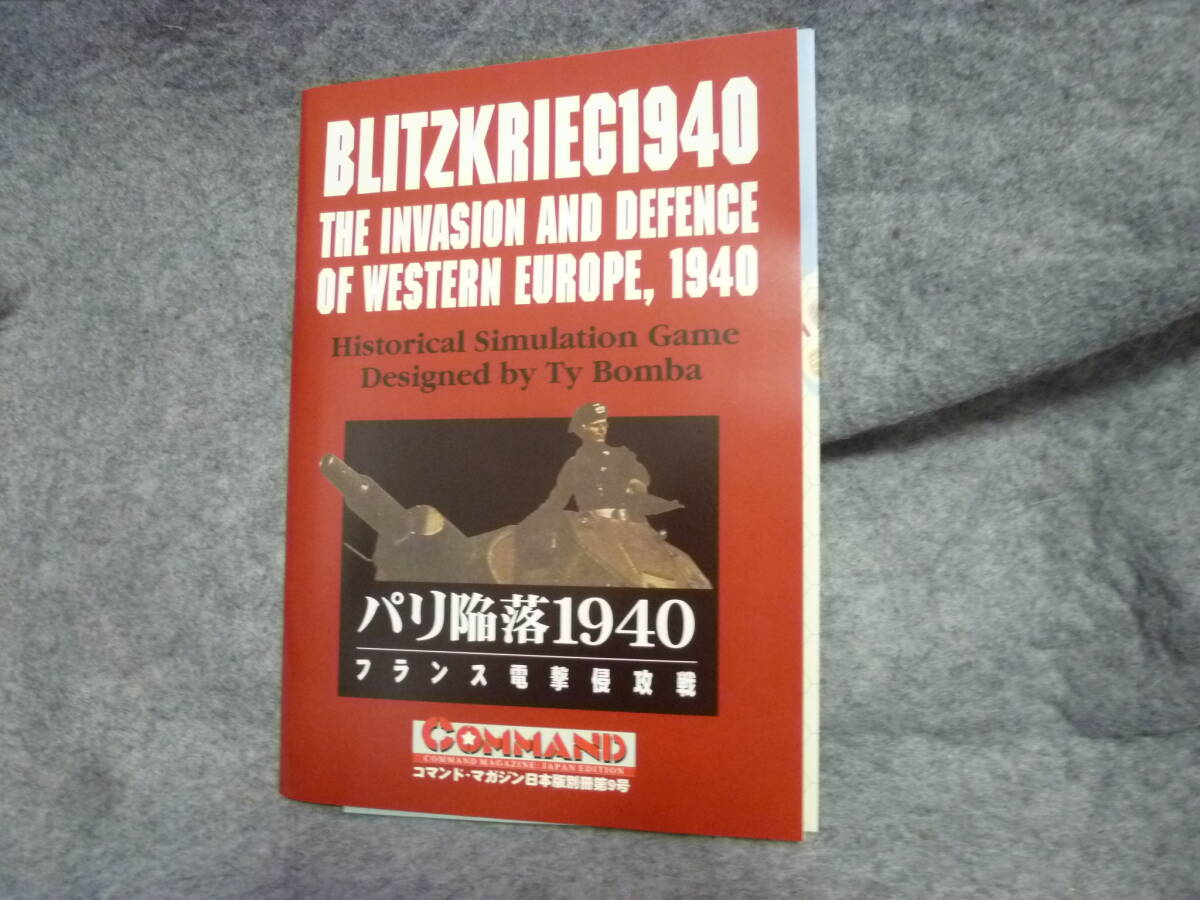 BLITZKRIEG1940
THE INVASION AND DEFENCE
OF WESTERN EUROPE, 1940
Historical Simulation Game
Designed by Ty Bomba
パリ陥落1940
フランス電撃侵攻戦
COMMAND
COMMAND MAGAZINE: JAPAN EDITION
コマンド・マガジン日本版別冊第9号